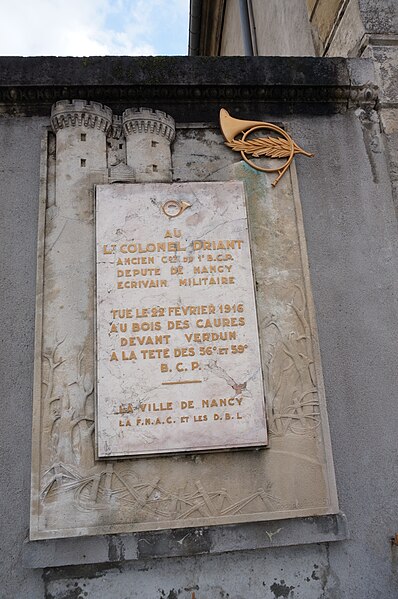 AU
Lᵀ COLONEL DRIANT
ANCIEN Cᴰᵀ DU 1ᴱʳ B.C.P.
DEPUTE DE NANCY
ECRIVAIN MILITAIRE
TUE LE 22 FEVRIER 1916
AU BOIS DES CAURES
DEVANT VERDUN
A LA TETE DES 56ᵉ ET 59ᵉ
B.C.P.
LA VILLE DE NANCY
LA F.N.A.C. ET LES D.B.L.